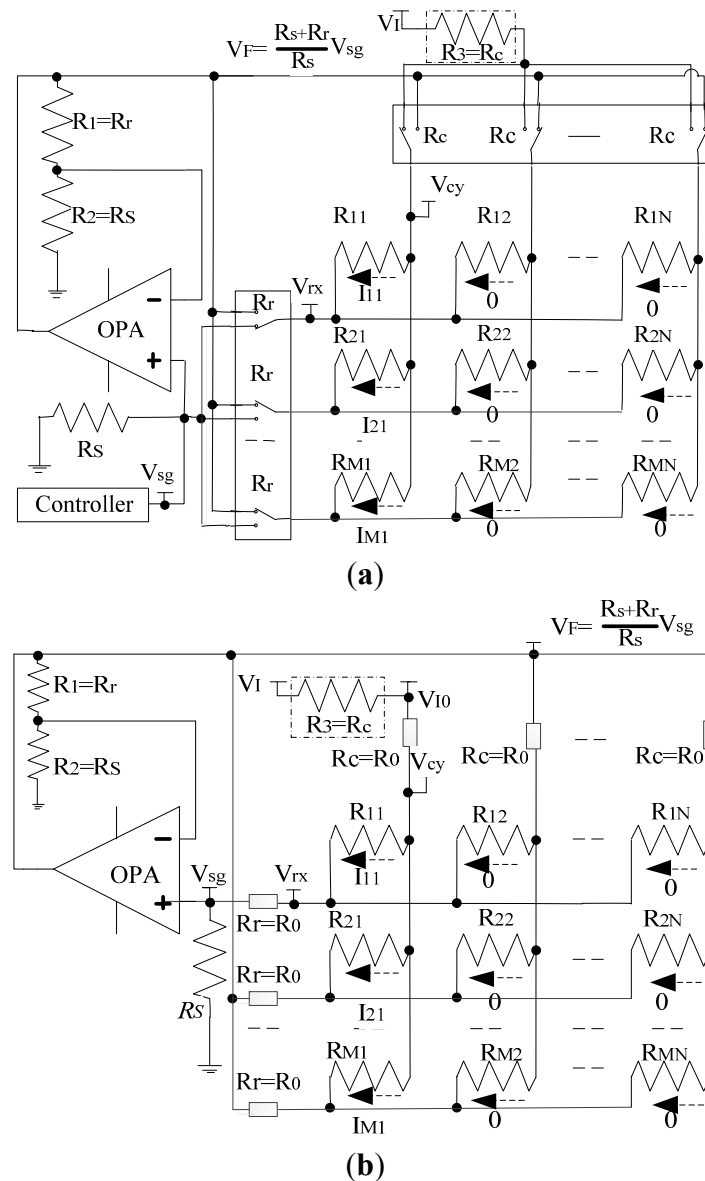 VI
VF= Rs+Rr / Rs Vsg
R3=Rc
R1=Rr
Rc Rc Rc
R2=RS
Vcy
R11 R12 R1N
Vrx
Rr
I11 0 0
OPA
R21 R22 R2N
Rr
I21 0 0
RS
Vsg
RM1 RM2 RMN
Rr
Controller
IM1 0 0
(a)
VF= Rs+Rr / Rs Vsg
R1=Rr
VI
VI0
R3=Rc
R2=RS
Rc=R0 Rc=R0 Rc=R0
Vcy
R11 R12 R1N
OPA
Vsg Vrx
I11 0 0
Rr=R0
R21 R22 R2N
Rr=R0
RS
I21 0 0
RM1 RM2 RMN
Rr=R0
IM1 0 0
(b)